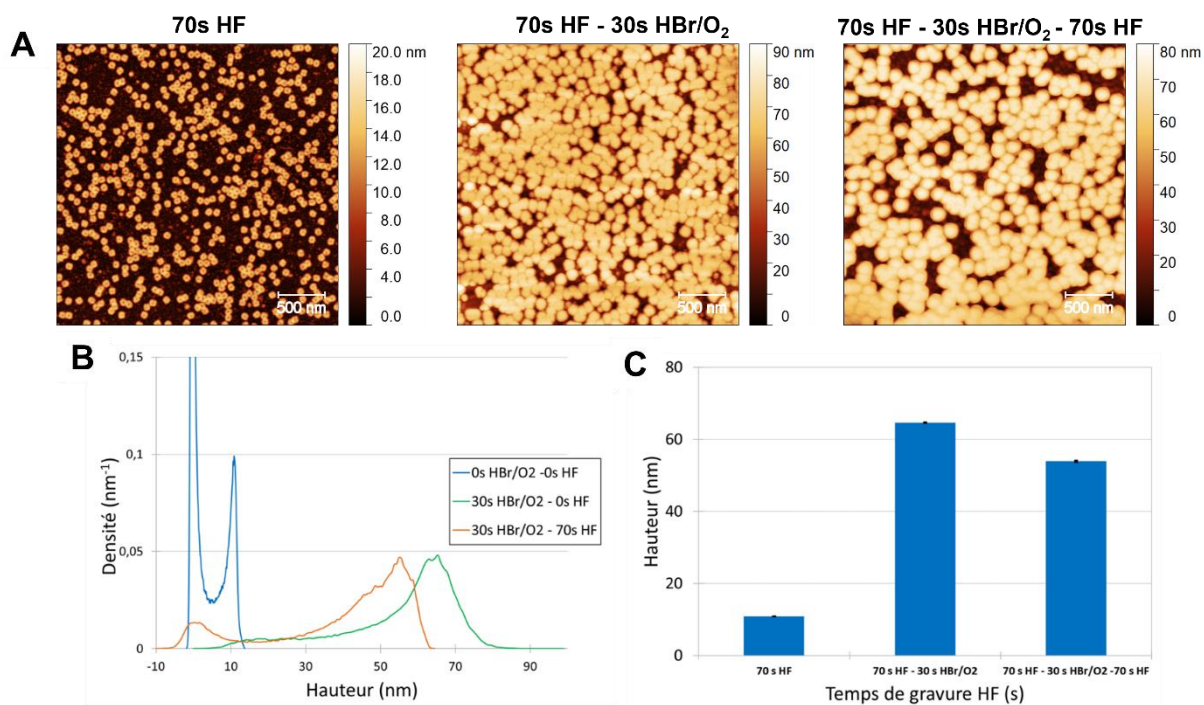 A
70s HF
70s HF - 30s HBr/O₂
70s HF - 30s HBr/O₂ - 70s HF
20.0 nm
18.0
16.0
14.0
12.0
10.0
8.0
6.0
4.0
2.0
0.0
500 nm
90 nm
80
70
60
50
40
30
20
10
0
500 nm
80 nm
70
60
50
40
30
20
10
0
500 nm
B
Densité (nm⁻¹)
0,15
0,1
0,05
0
-10
10
30
50
70
90
Hauteur (nm)
0s HBr/O2 -0s HF
30s HBr/O2 - 0s HF
30s HBr/O2 - 70s HF
C
Hauteur (nm)
80
60
40
20
0
70 s HF
70 s HF - 30 s HBr/O2
70 s HF - 30 s HBr/O2 -70 s HF
Temps de gravure HF (s)